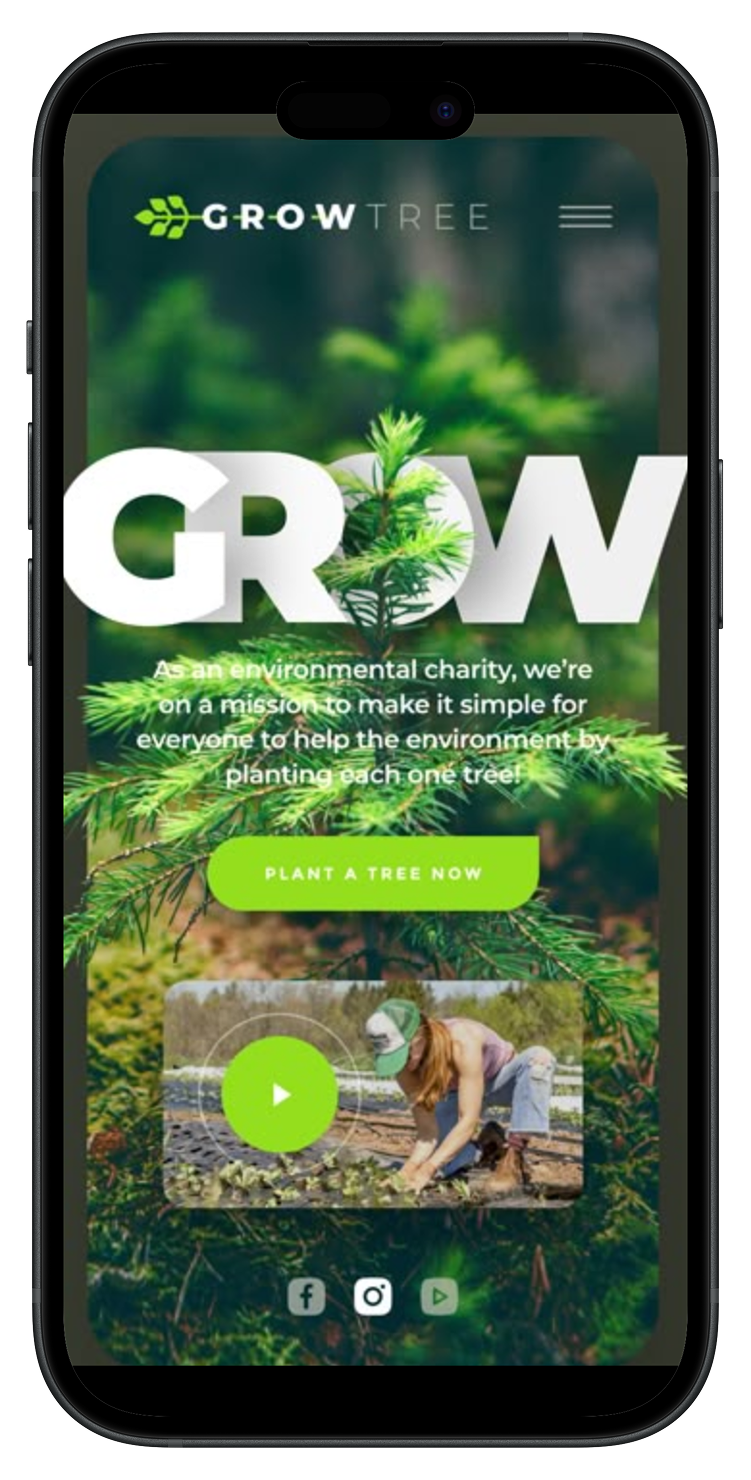 GROWTREE
GROW
As an environmental charity, we’re
on a mission to make it simple for
everyone to help the environment by
planting each one tree!
PLANT A TREE NOW